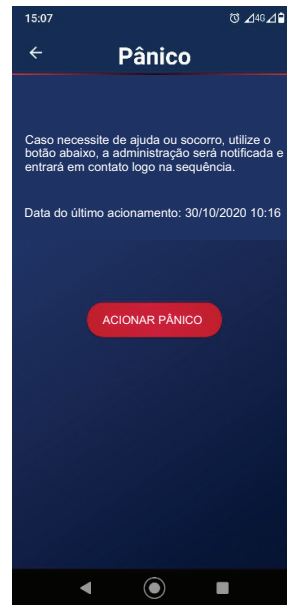 15:07
4G
Pânico
Caso necessite de ajuda ou socorro, utilize o
botão abaixo, a administração será notificada e
entrará em contato logo na sequência.
Data do último acionamento: 30/10/2020 10:16
ACIONAR PÂNICO